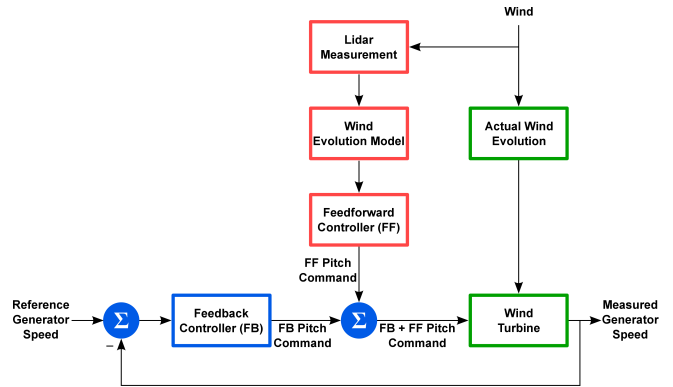 Wind
Lidar
Measurement
Wind
Evolution Model
Actual Wind
Evolution
Feedforward
Controller (FF)
FF Pitch
Command
Reference
Generator
Speed
Σ
–
Feedback
Controller (FB)
FB Pitch
Command
Σ
FB + FF Pitch
Command
Wind
Turbine
Measured
Generator
Speed